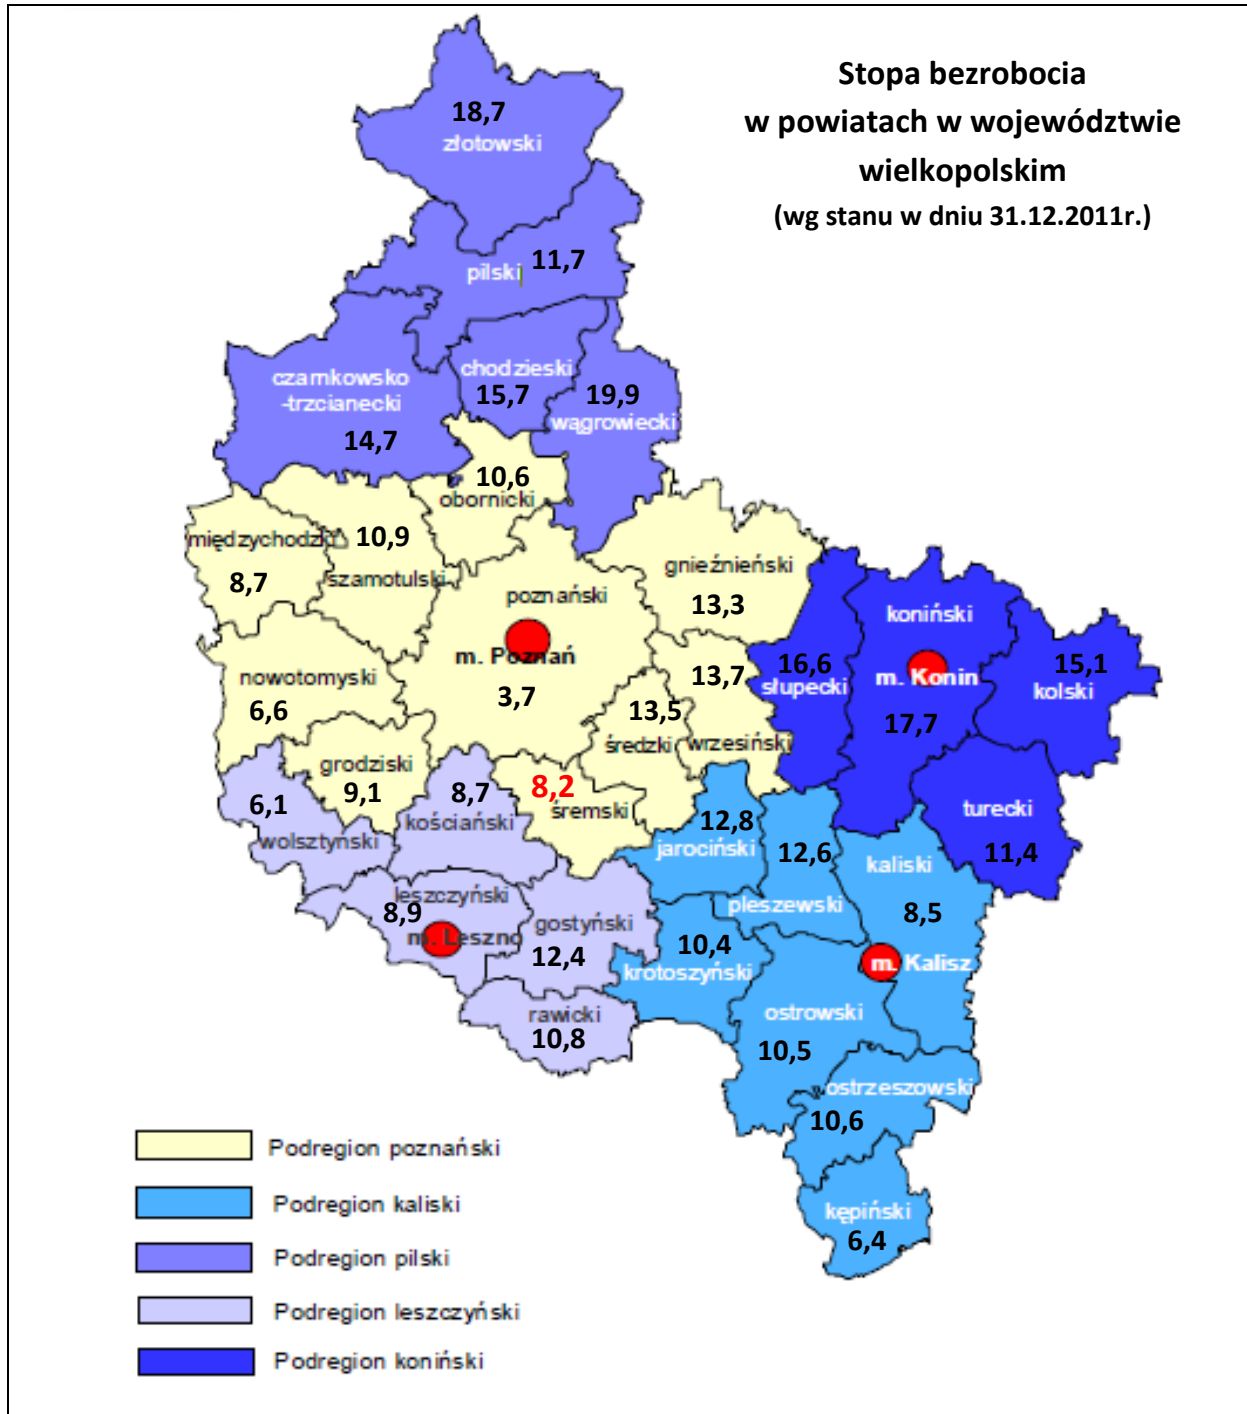 Stopa bezrobocia
w powiatach w województwie
wielkopolskim
(wg stanu w dniu 31.12.2011r.)
18,7
złotowski
11,7
pilski
chodzieski
15,7
czarnkowsko
-trzcianecki
14,7
19,9
wągrowiecki
10,6
obornicki
międzychodzki
8,7
10,9
szamotulski
gnieźnieński
13,3
poznański
m. Poznań
3,7
koniński
m. Konin
17,7
16,6
słupecki
15,1
kolski
nowotomyski
6,6
13,7
wrzesiński
13,5
średzki
grodziski
9,1
8,2
śremski
8,7
kościański
6,1
wolsztyński
turecki
11,4
12,8
jarociński
12,6
pleszewski
kaliski
8,5
leszczyński
8,9
m. Leszno
gostyński
12,4
10,4
krotoszyński
m. Kalisz
rawicki
10,8
ostrowski
10,5
ostrzeszowski
10,6
kępiński
6,4
Podregion poznański
Podregion kaliski
Podregion pilski
Podregion leszczyński
Podregion koniński